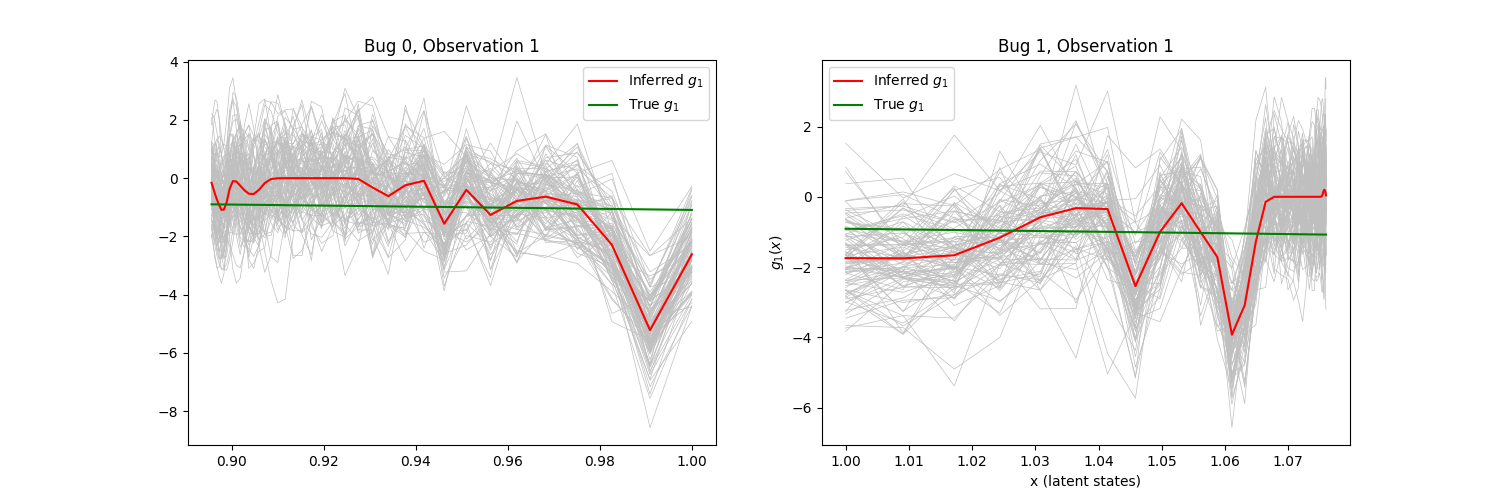 Bug 0, Observation 1
Inferred g₁
True g₁
4
2
0
−2
−4
−6
−8
0.90 0.92 0.94 0.96 0.98 1.00
Bug 1, Observation 1
Inferred g₁
True g₁
g₁(x)
2
0
−2
−4
−6
1.00 1.01 1.02 1.03 1.04 1.05 1.06 1.07
x (latent states)